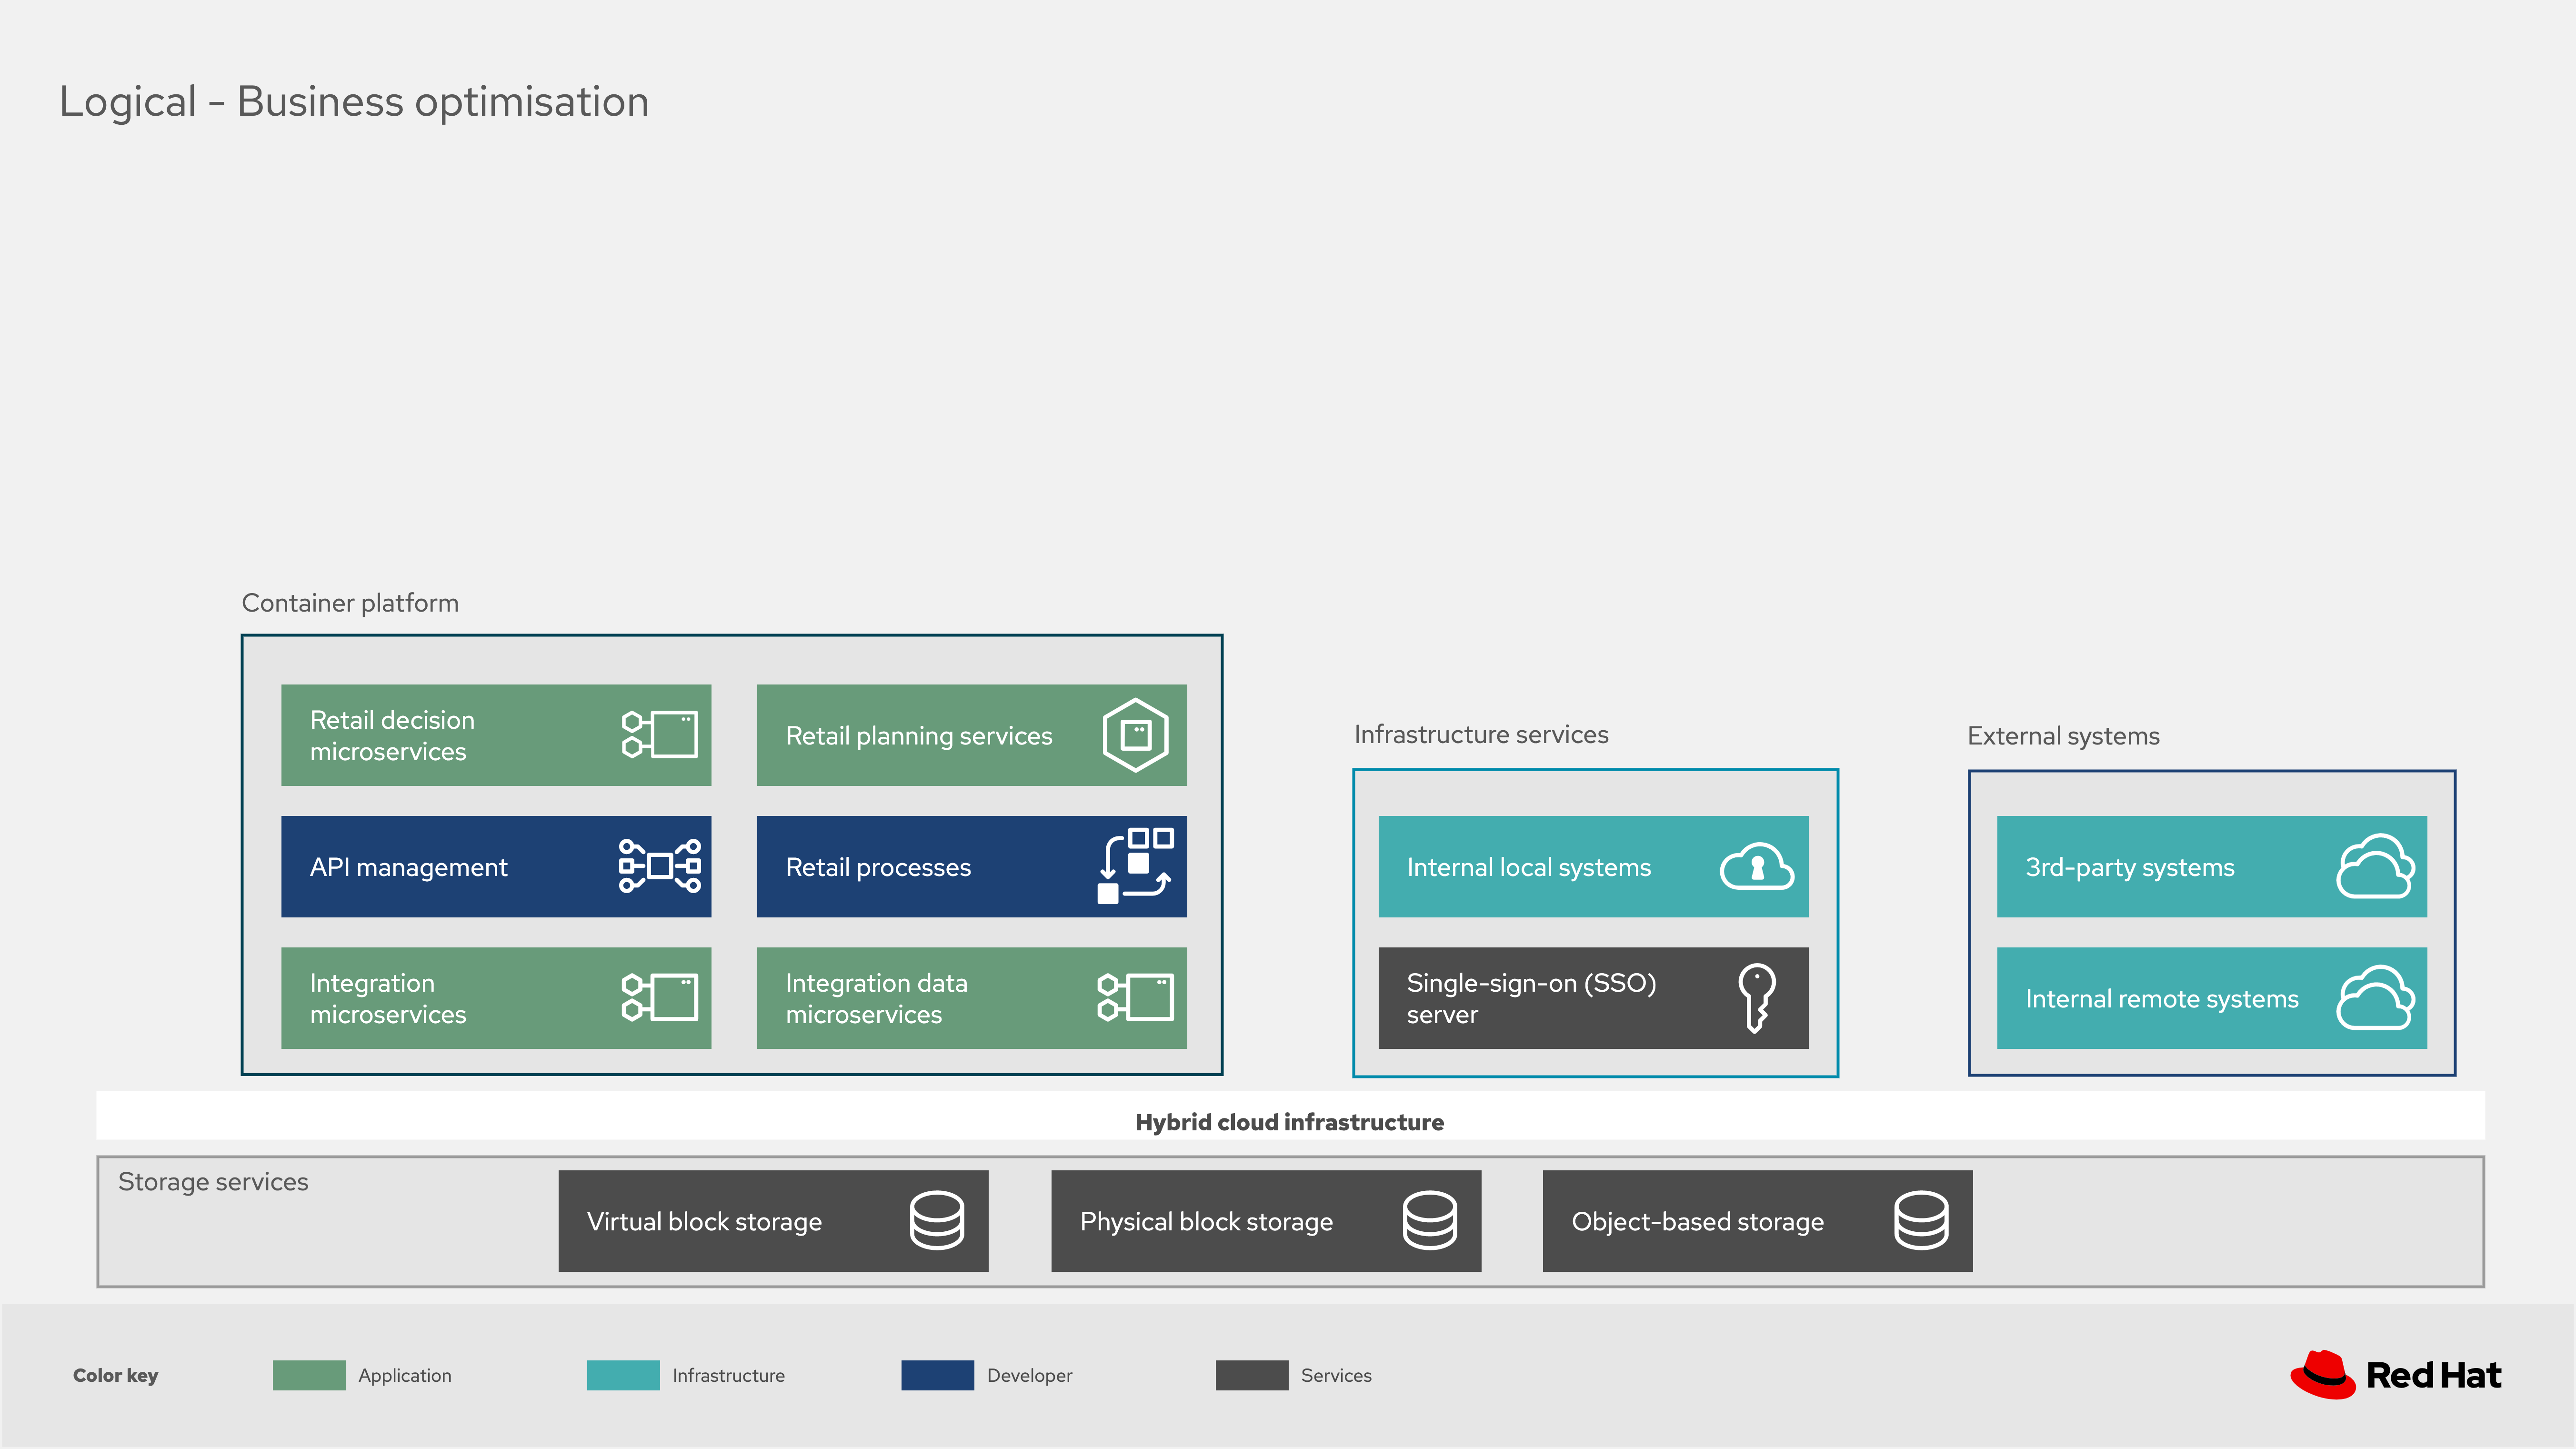 Logical - Business optimisation
Container platform
Retail decision
microservices
Retail planning services
API management
Retail processes
Integration
microservices
Integration data
microservices
Infrastructure services
Internal local systems
Single-sign-on (SSO)
server
External systems
3rd-party systems
Internal remote systems
Hybrid cloud infrastructure
Storage services
Virtual block storage
Physical block storage
Object-based storage
Color key
Application
Infrastructure
Developer
Services
Red Hat